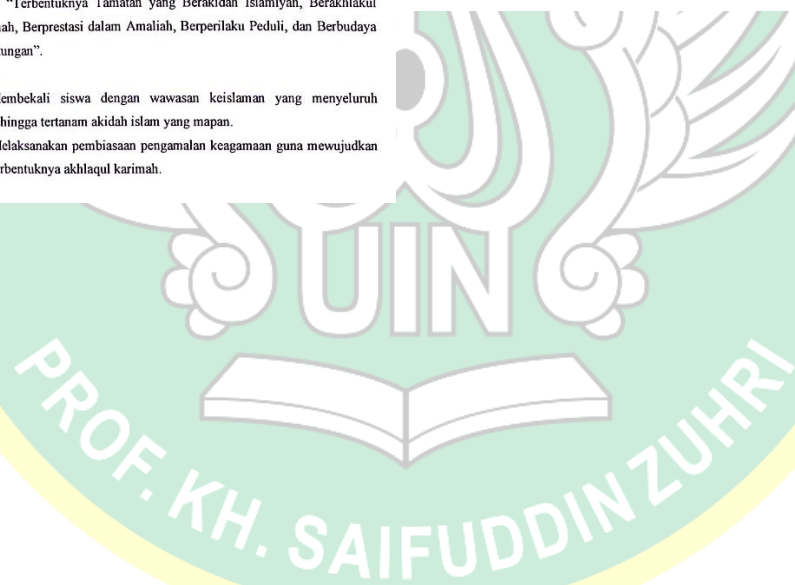 "Terbentuknya Tamatan yang Berakidah Islamiyah, Berakhlakul
nah, Berprestasi dalam Amaliah, Berperilaku Peduli, dan Berbudaya
tungan".
embekali siswa dengan wawasan keislaman yang menyeluruh
hingga tertanam akidah islam yang mapan.
elaksanakan pembiasaan pengamalan keagamaan guna mewujudkan
rbentuknya akhlaqul karimah.
UIN
PROF. KH. SAIFUDDIN ZUHRI